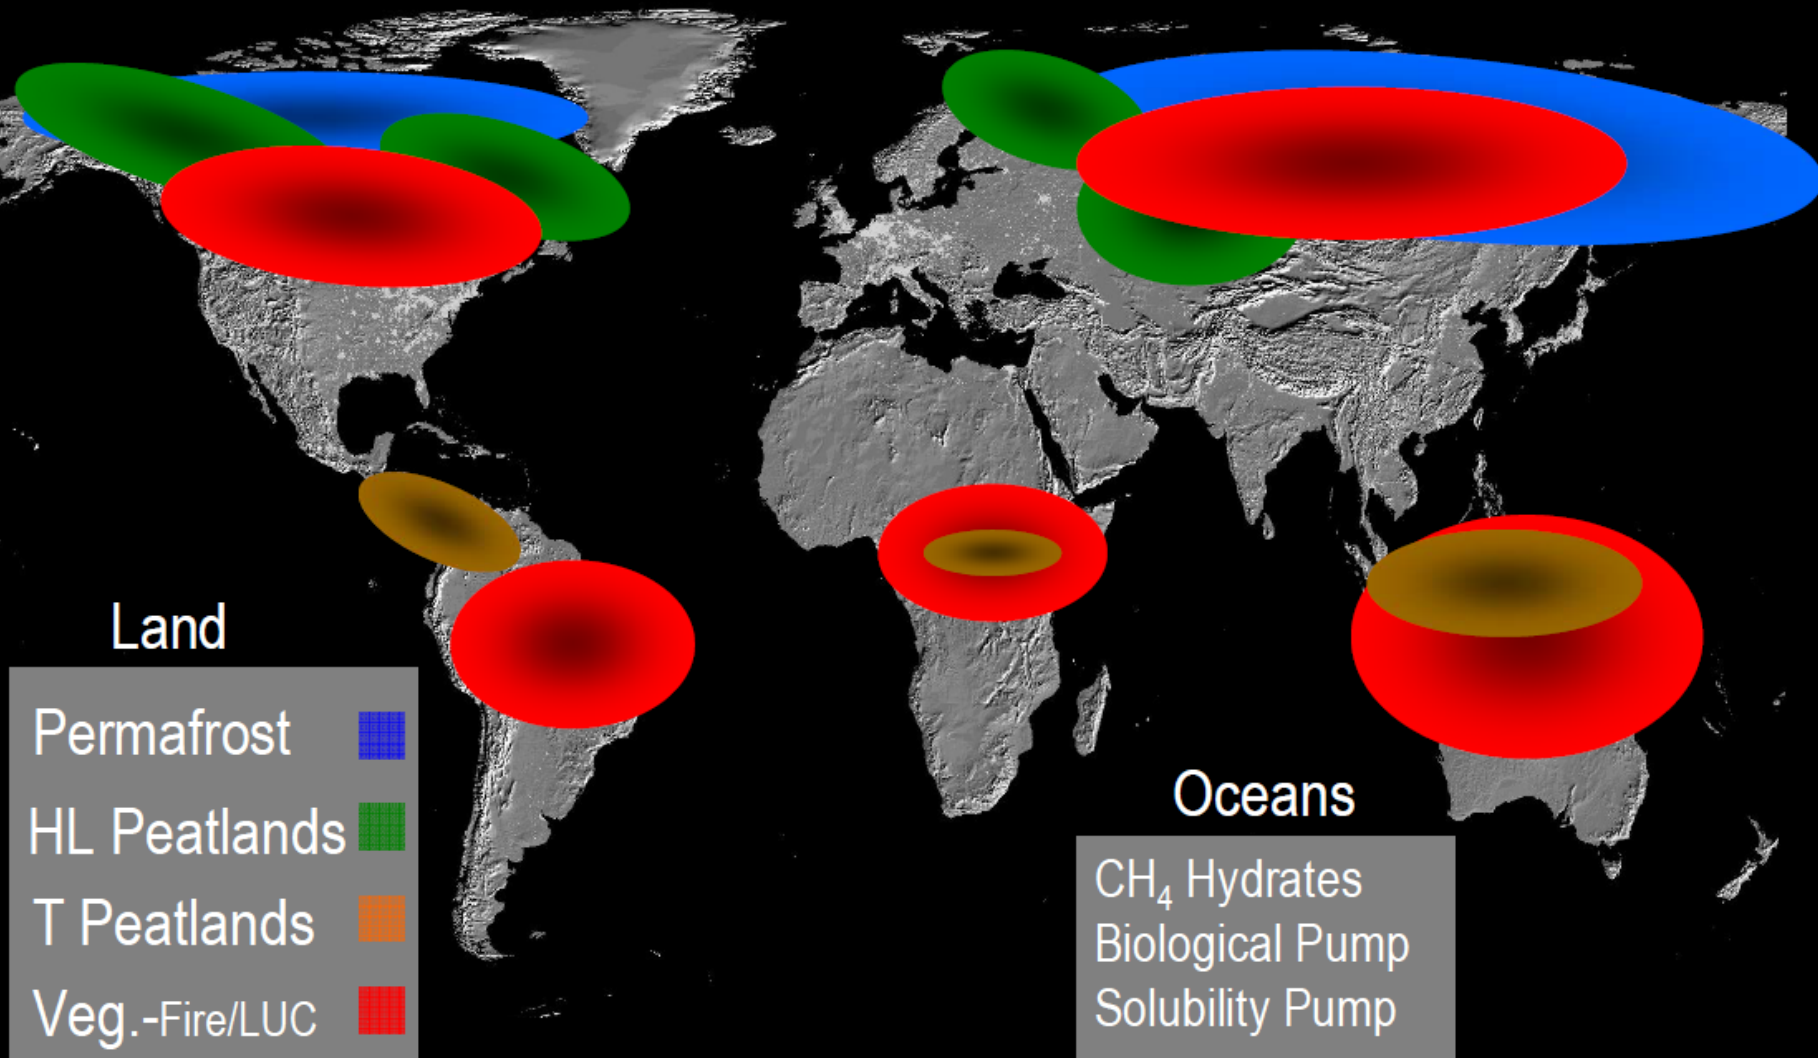 Land
Permafrost
HL Peatlands
T Peatlands
Veg.-Fire/LUC
Oceans
CH₄ Hydrates
Biological Pump
Solubility Pump